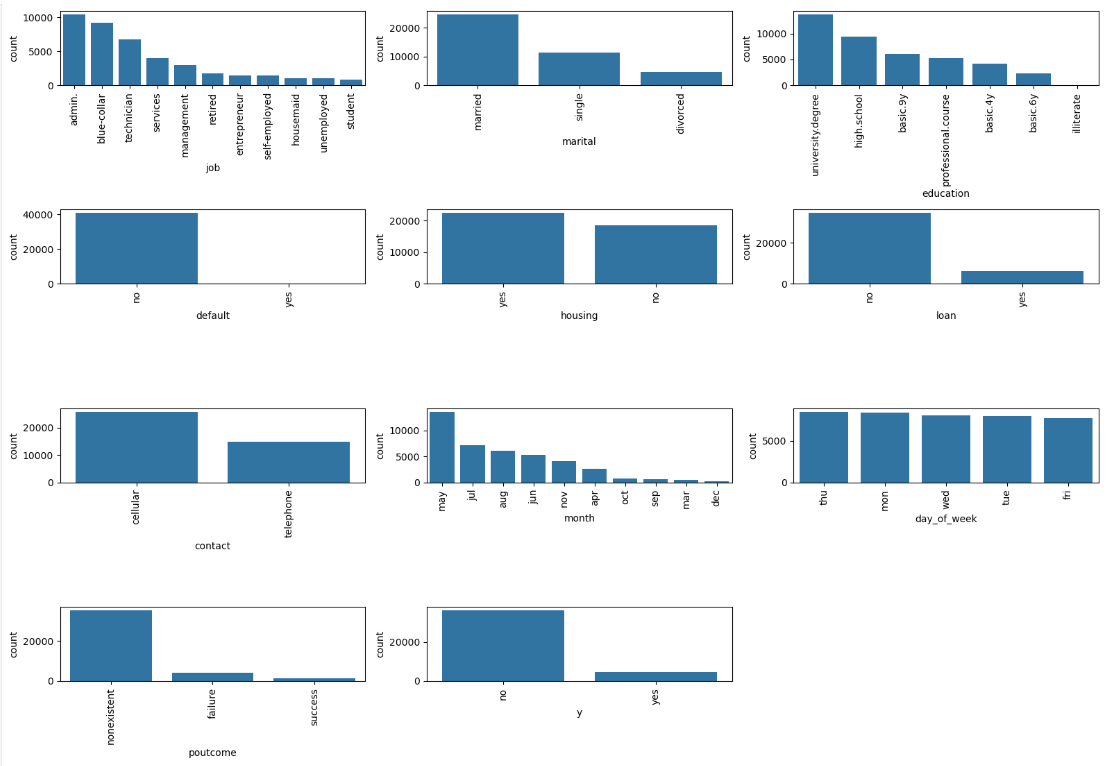 10000
5000
0
count
admin.
blue-collar
technician
services
management
retired
entrepreneur
self-employed
housemaid
unemployed
student
job
20000
10000
0
count
married
single
divorced
marital
10000
5000
0
count
university.degree
high.school
basic.9y
professional.course
basic.4y
basic.6y
illiterate
education
40000
20000
0
count
no
yes
default
20000
10000
0
count
yes
no
housing
20000
0
count
no
yes
loan
20000
10000
0
count
cellular
telephone
contact
10000
5000
0
count
may
jul
aug
jun
nov
apr
oct
sep
mar
dec
month
5000
0
count
thu
mon
wed
tue
fri
day_of_week
20000
0
count
nonexistent
failure
success
poutcome
20000
0
count
no
yes
y